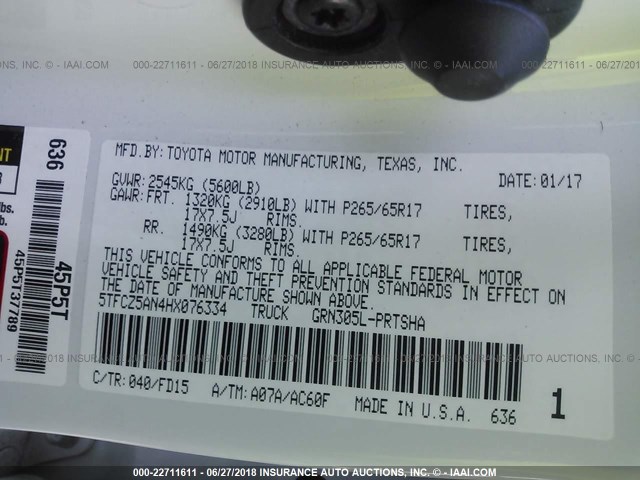 000-22711611 - 06/27/2018 INSURANCE AUTO AUCTIONS, INC. - IAAI.COM
MFD.BY:TOYOTA MOTOR MANUFACTURING, TEXAS, INC.
GVWR:2545KG (5600LB) DATE:01/17
GAWR:FRT. 1320KG (2910LB) WITH P265/65R17 TIRES,
17X7.5J RIMS.
RR. 1490KG (3280LB) WITH P265/65R17 TIRES,
17X7.5J RIMS.
THIS VEHICLE CONFORMS TO ALL APPLICABLE FEDERAL MOTOR
VEHICLE SAFETY AND THEFT PREVENTION STANDARDS IN EFFECT ON
THE DATE OF MANUFACTURE SHOWN ABOVE.
5TFCZ5AN4HX076334 TRUCK GRN305L-PRTSHA
C/TR:040/FD15 A/TM:A07A/AC60F MADE IN U.S.A. 636 1
636
45P5T
45P5T37789
NT
R
lbs.
t.
000-22711611 - 06/27/2018 INSURANCE AUTO AUCTIONS, INC. - IAAI.COM